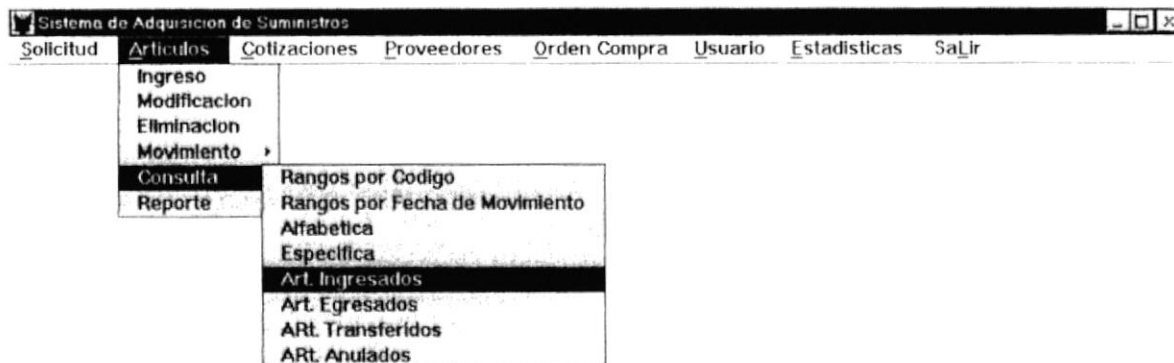 Sistema de Adquisicion de Suministros
Solicitud Articulos Cotizaciones Proveedores Orden Compra Usuario Estadisticas SaLir
Ingreso
Modificacion
Eliminacion
Movimiento
Consulta
Reporte
Rangos por Codigo
Rangos por Fecha de Movimiento
Alfabetica
Especifica
Art. Ingresados
Art. Egresados
ARt. Transferidos
ARt. Anulados